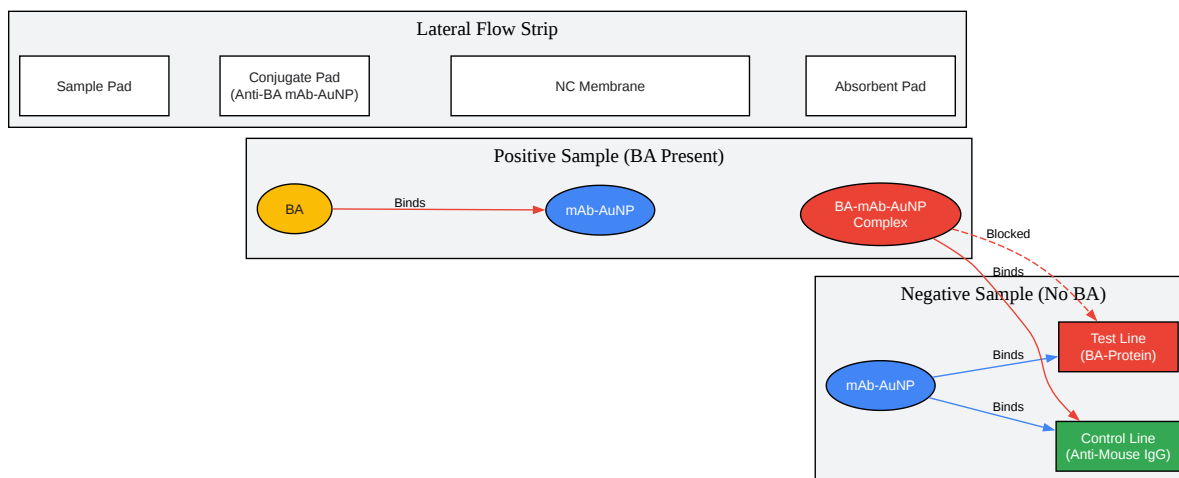 Lateral Flow Strip
Sample Pad
Conjugate Pad
(Anti-BA mAb-AuNP)
NC Membrane
Absorbent Pad
Positive Sample (BA Present)
BA
Binds
mAb-AuNP
BA-mAb-AuNP
Complex
Blocked
Binds
Negative Sample (No BA)
Test Line
(BA-Protein)
Binds
mAb-AuNP
Binds
Control Line
(Anti-Mouse IgG)